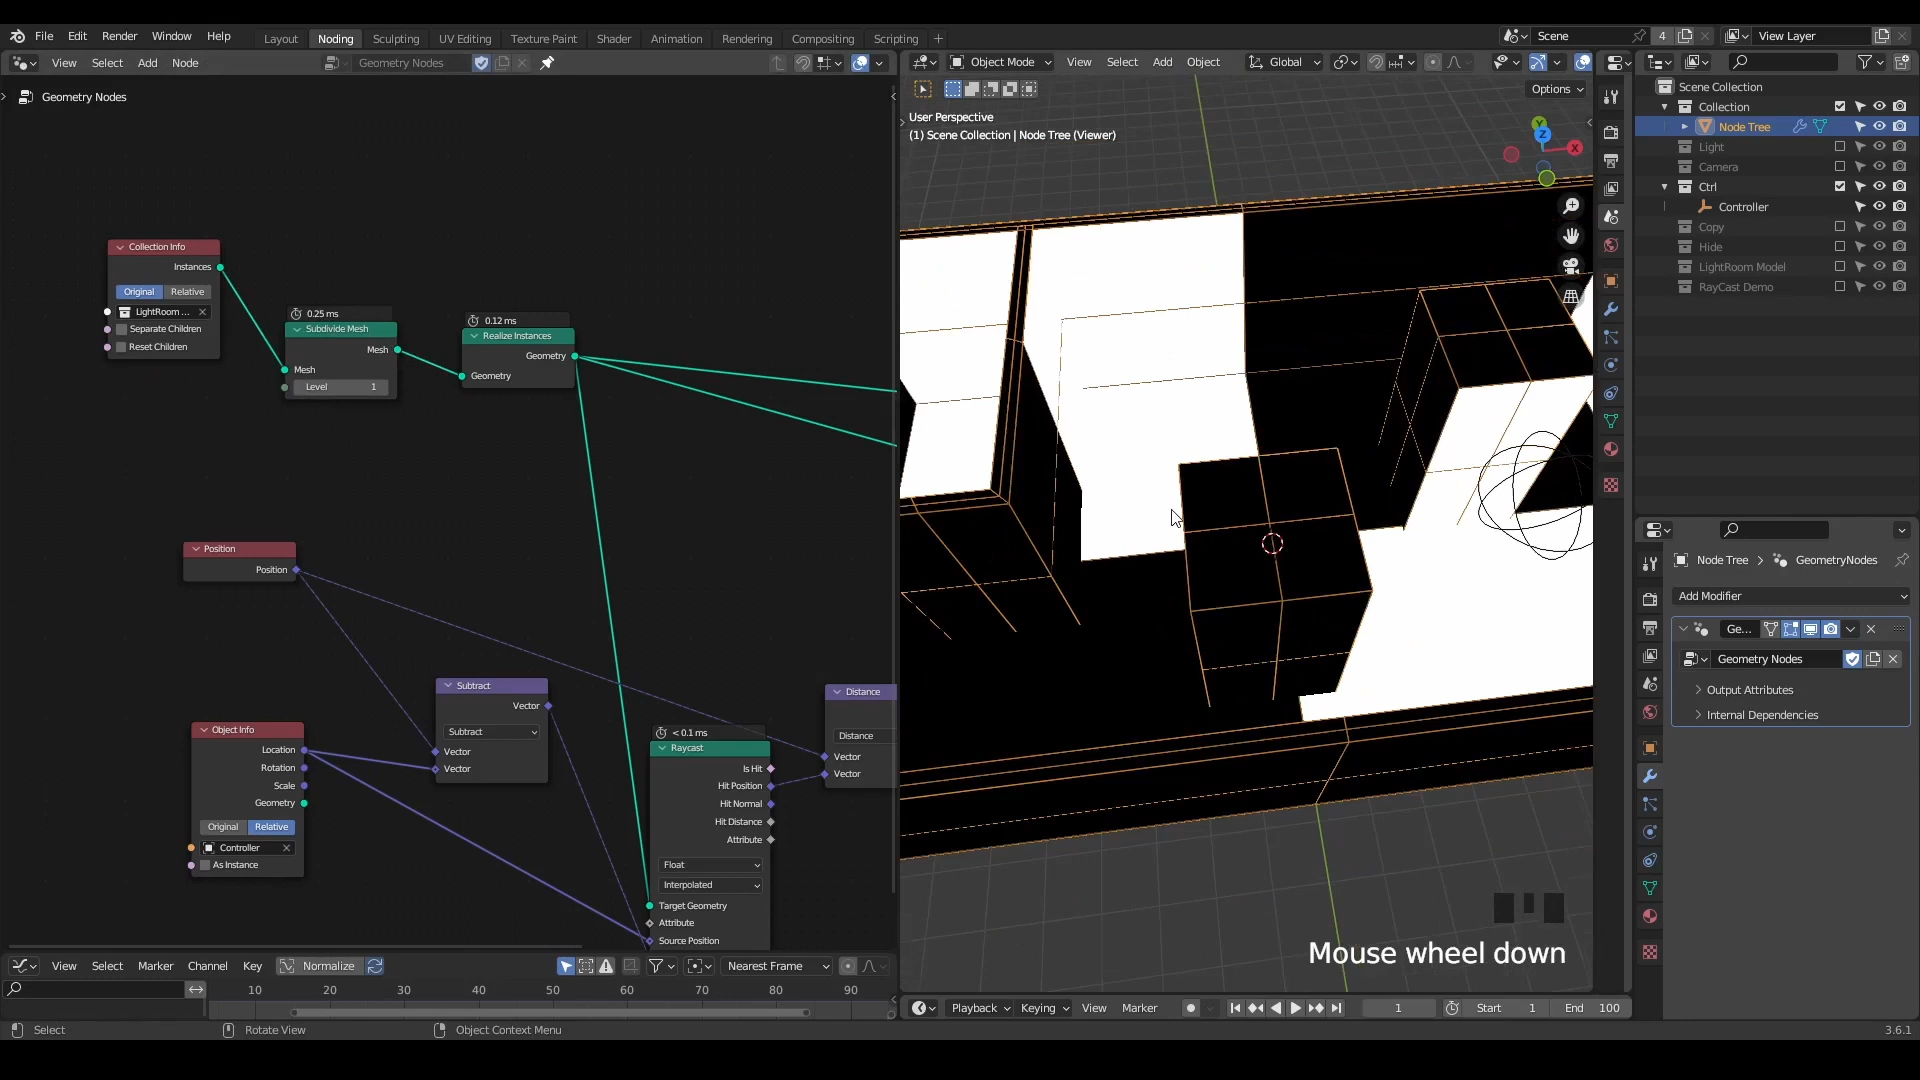 File Edit Render Window Help
Layout Noding Sculpting UV Editing Texture Paint Shader Animation Rendering Compositing Scripting +
Scene 4 View Layer
View Select Add Node Geometry Nodes
Object Mode View Select Add Object Global
Geometry Nodes
Options
User Perspective
(1) Scene Collection | Node Tree (Viewer)
Y
Z
X
Scene Collection
Collection
Node Tree
Light
Camera
Ctrl
Controller
Copy
Hide
LightRoom Model
RayCast Demo
Collection Info
Instances
Original Relative
LightRoom ...
Separate Children
Reset Children
0.25 ms
Subdivide Mesh
Mesh
Mesh
Level 1
0.12 ms
Realize Instances
Geometry
Geometry
Position
Position
Subtract
Vector
Subtract
Vector
Vector
Object Info
Location
Rotation
Scale
Geometry
Original Relative
Controller
As Instance
< 0.1 ms
Raycast
Is Hit
Hit Position
Hit Normal
Hit Distance
Attribute
Float
Interpolated
Target Geometry
Attribute
Source Position
Distance
Distance
Vector
Vector
Node Tree > GeometryNodes
Add Modifier
Ge...
Geometry Nodes
Output Attributes
Internal Dependencies
Mouse wheel down
View Select Marker Channel Key Normalize Nearest Frame
10 20 30 40 50 60 70 80 90
Playback Keying View Marker 1 Start 1 End 100
Select Rotate View Object Context Menu 3.6.1